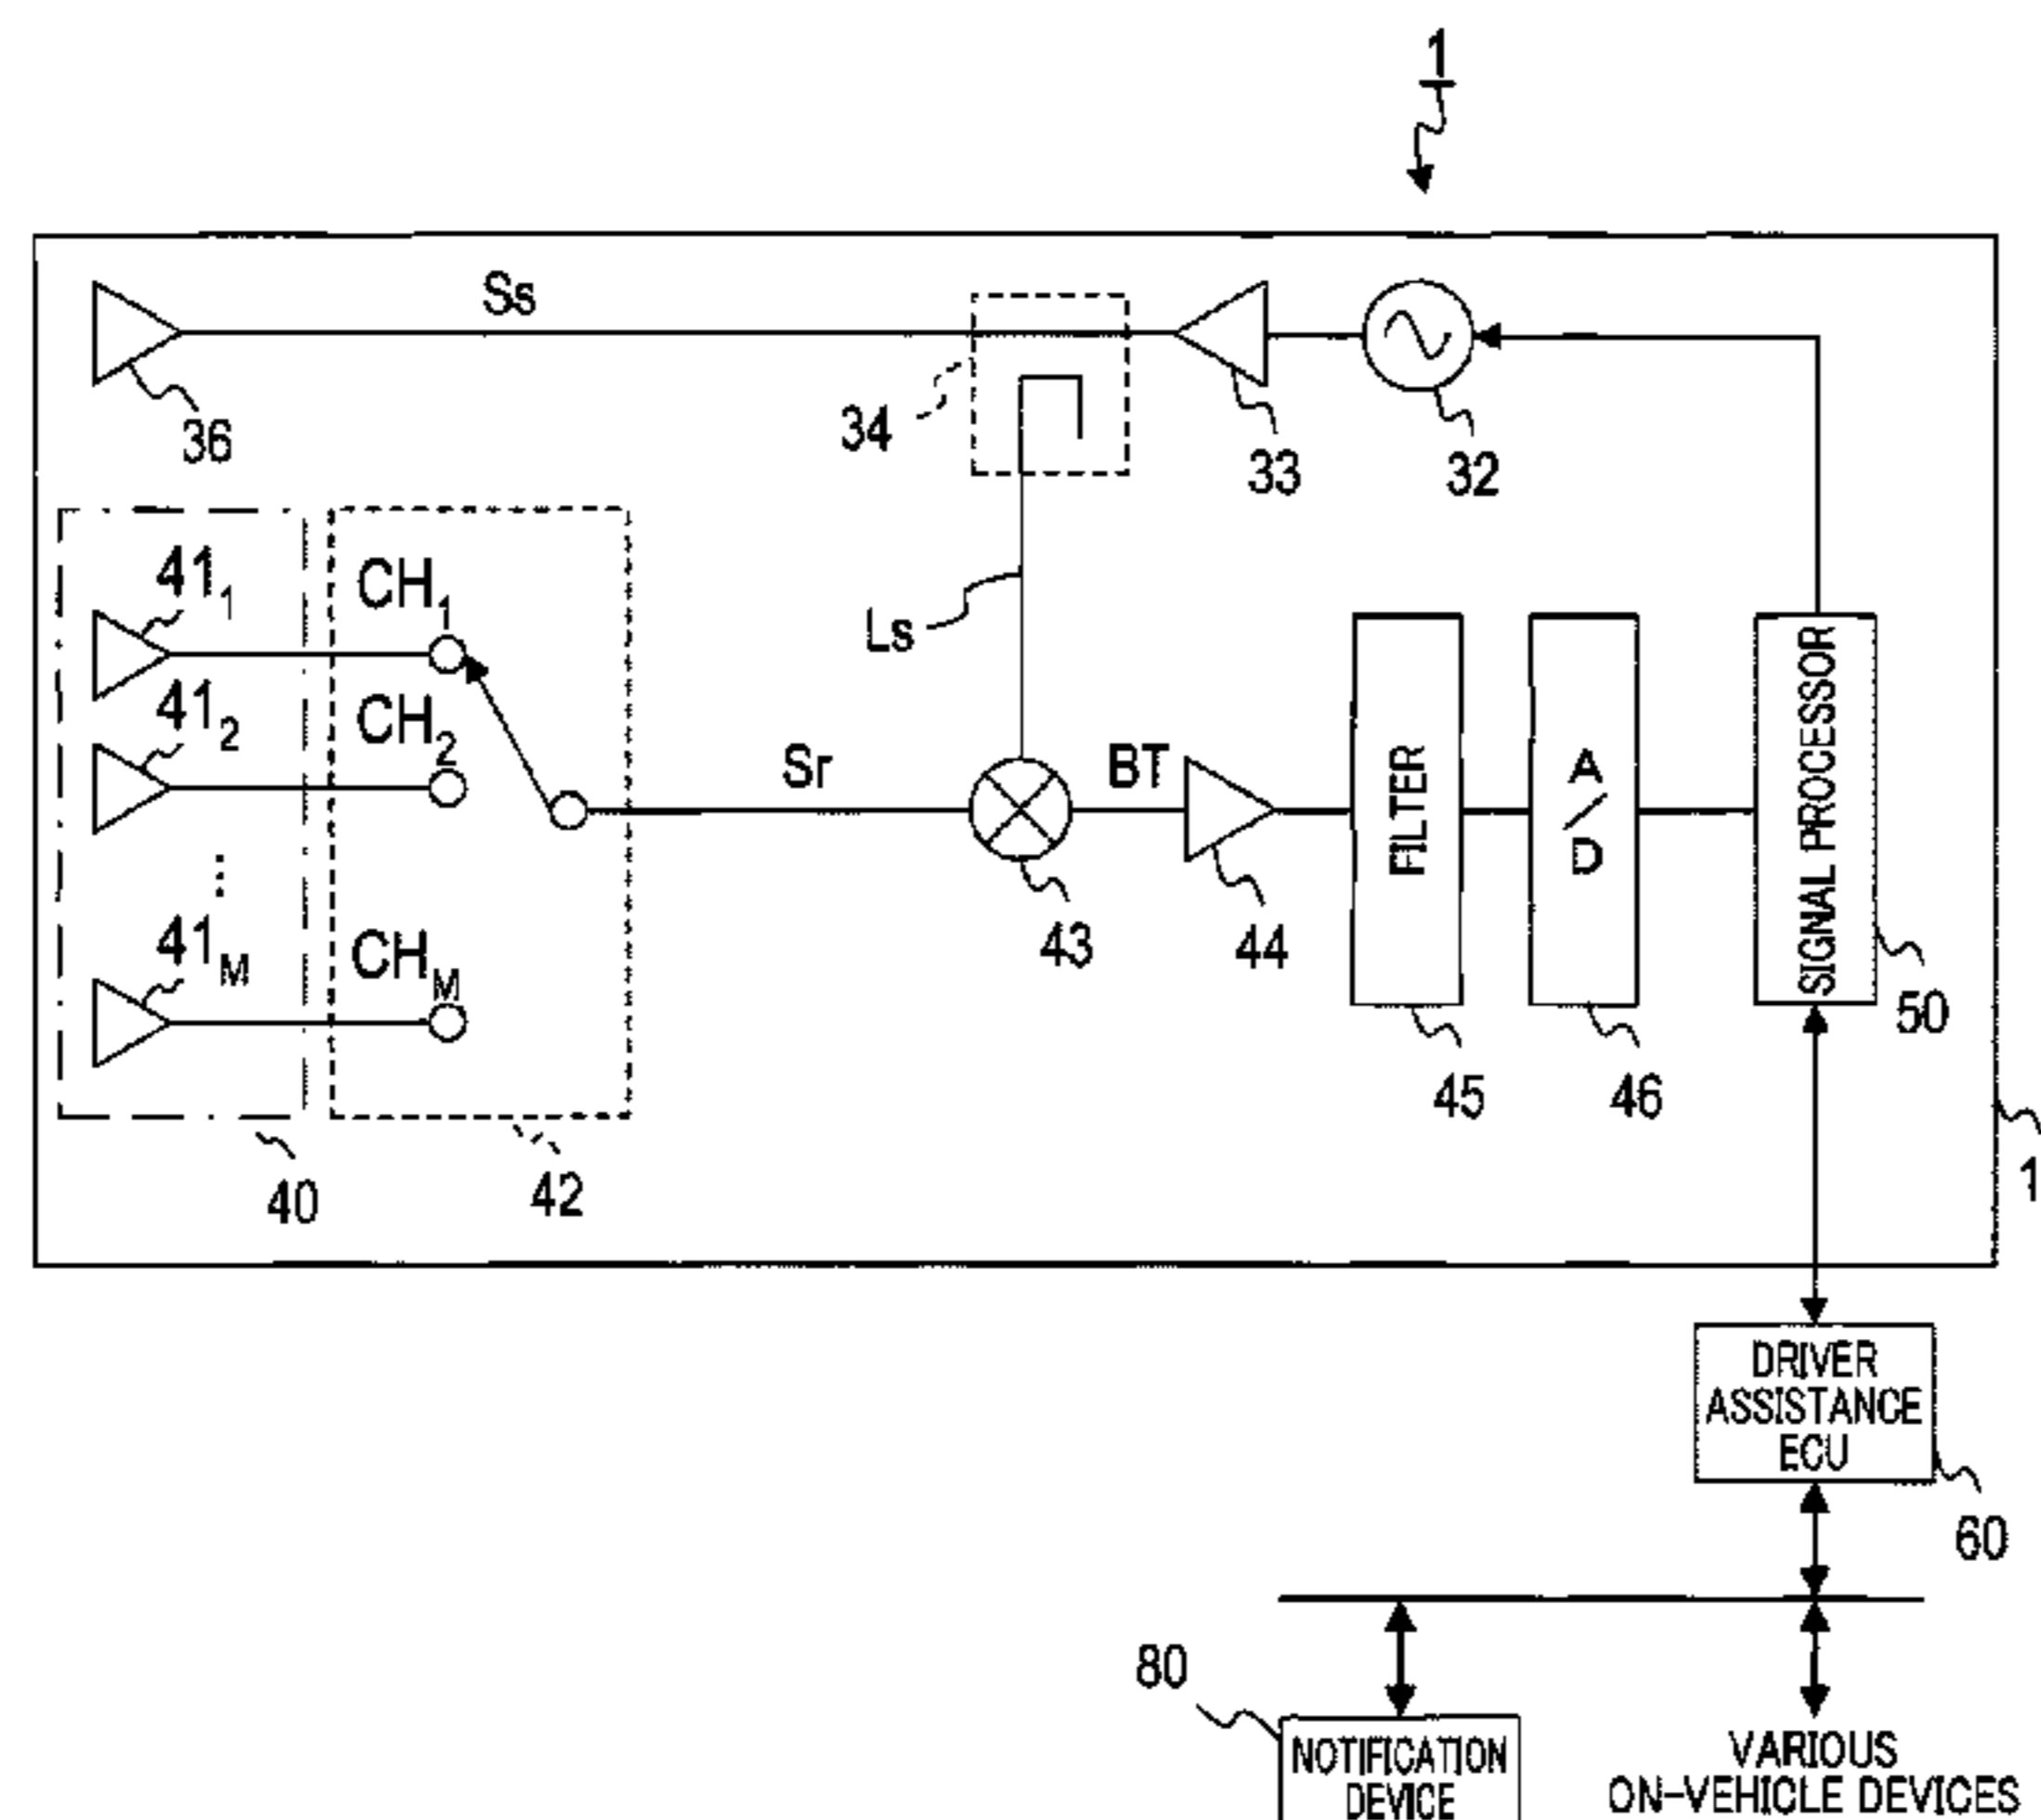 1
Ss
36
34
33
32
41₁
CH₁
41₂
CH₂
⋮
41M
CHM
Ls
Sr
BT
43
44
FILTER
45
A/D
46
SIGNAL PROCESSOR
50
40
42
1
DRIVER
ASSISTANCE
ECU
60
80
NOTIFICATION
DEVICE
VARIOUS
ON-VEHICLE DEVICES